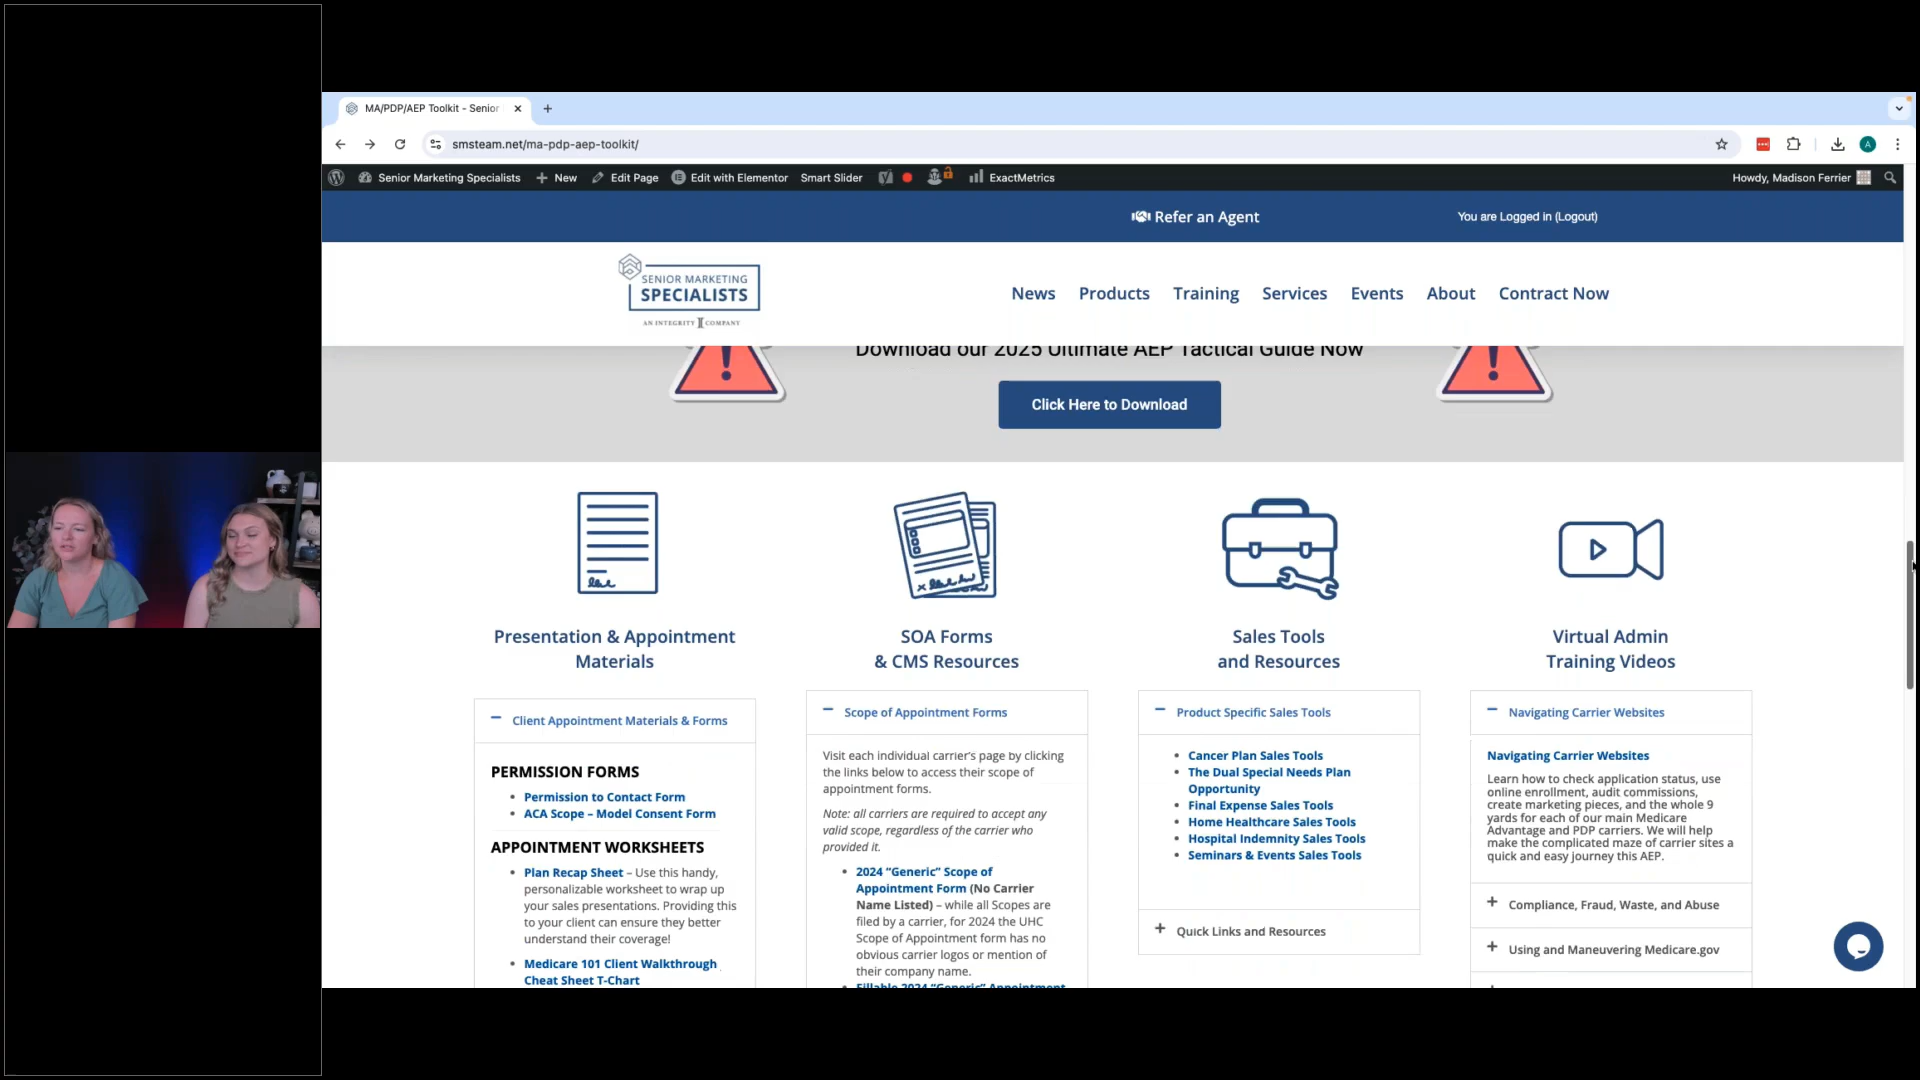 MA/PDP/AEP Toolkit - Senior
smsteam.net/ma-pdp-aep-toolkit/
A
Senior Marketing Specialists
New
Edit Page
Edit with Elementor
Smart Slider
ExactMetrics
Howdy, Madison Ferrier
Refer an Agent
You are Logged in (Logout)
SENIOR MARKETING
SPECIALISTS
AN INTEGRITY COMPANY
News
Products
Training
Services
Events
About
Contract Now
Download our 2025 Ultimate AEP Tactical Guide Now
Click Here to Download
Presentation & Appointment
Materials
Client Appointment Materials & Forms
PERMISSION FORMS
Permission to Contact Form
ACA Scope – Model Consent Form
APPOINTMENT WORKSHEETS
Plan Recap Sheet – Use this handy,
personalizable worksheet to wrap up
your sales presentations. Providing this
to your client can ensure they better
understand their coverage!
Medicare 101 Client Walkthrough
Cheat Sheet T-Chart
SOA Forms
& CMS Resources
Scope of Appointment Forms
Visit each individual carrier's page by clicking
the links below to access their scope of
appointment forms.
Note: all carriers are required to accept any
valid scope, regardless of the carrier who
provided it.
2024 “Generic” Scope of
Appointment Form (No Carrier
Name Listed) – while all Scopes are
filed by a carrier, for 2024 the UHC
Scope of Appointment form has no
obvious carrier logos or mention of
their company name.
Fillable 2024 “Generic” Appointment
Sales Tools
and Resources
Product Specific Sales Tools
Cancer Plan Sales Tools
The Dual Special Needs Plan
Opportunity
Final Expense Sales Tools
Home Healthcare Sales Tools
Hospital Indemnity Sales Tools
Seminars & Events Sales Tools
Quick Links and Resources
Virtual Admin
Training Videos
Navigating Carrier Websites
Navigating Carrier Websites
Learn how to check application status, use
online enrollment, audit commissions,
create marketing pieces, and the whole 9
yards for each of our main Medicare
Advantage and PDP carriers. We will help
make the complicated maze of carrier sites a
quick and easy journey this AEP.
Compliance, Fraud, Waste, and Abuse
Using and Maneuvering Medicare.gov